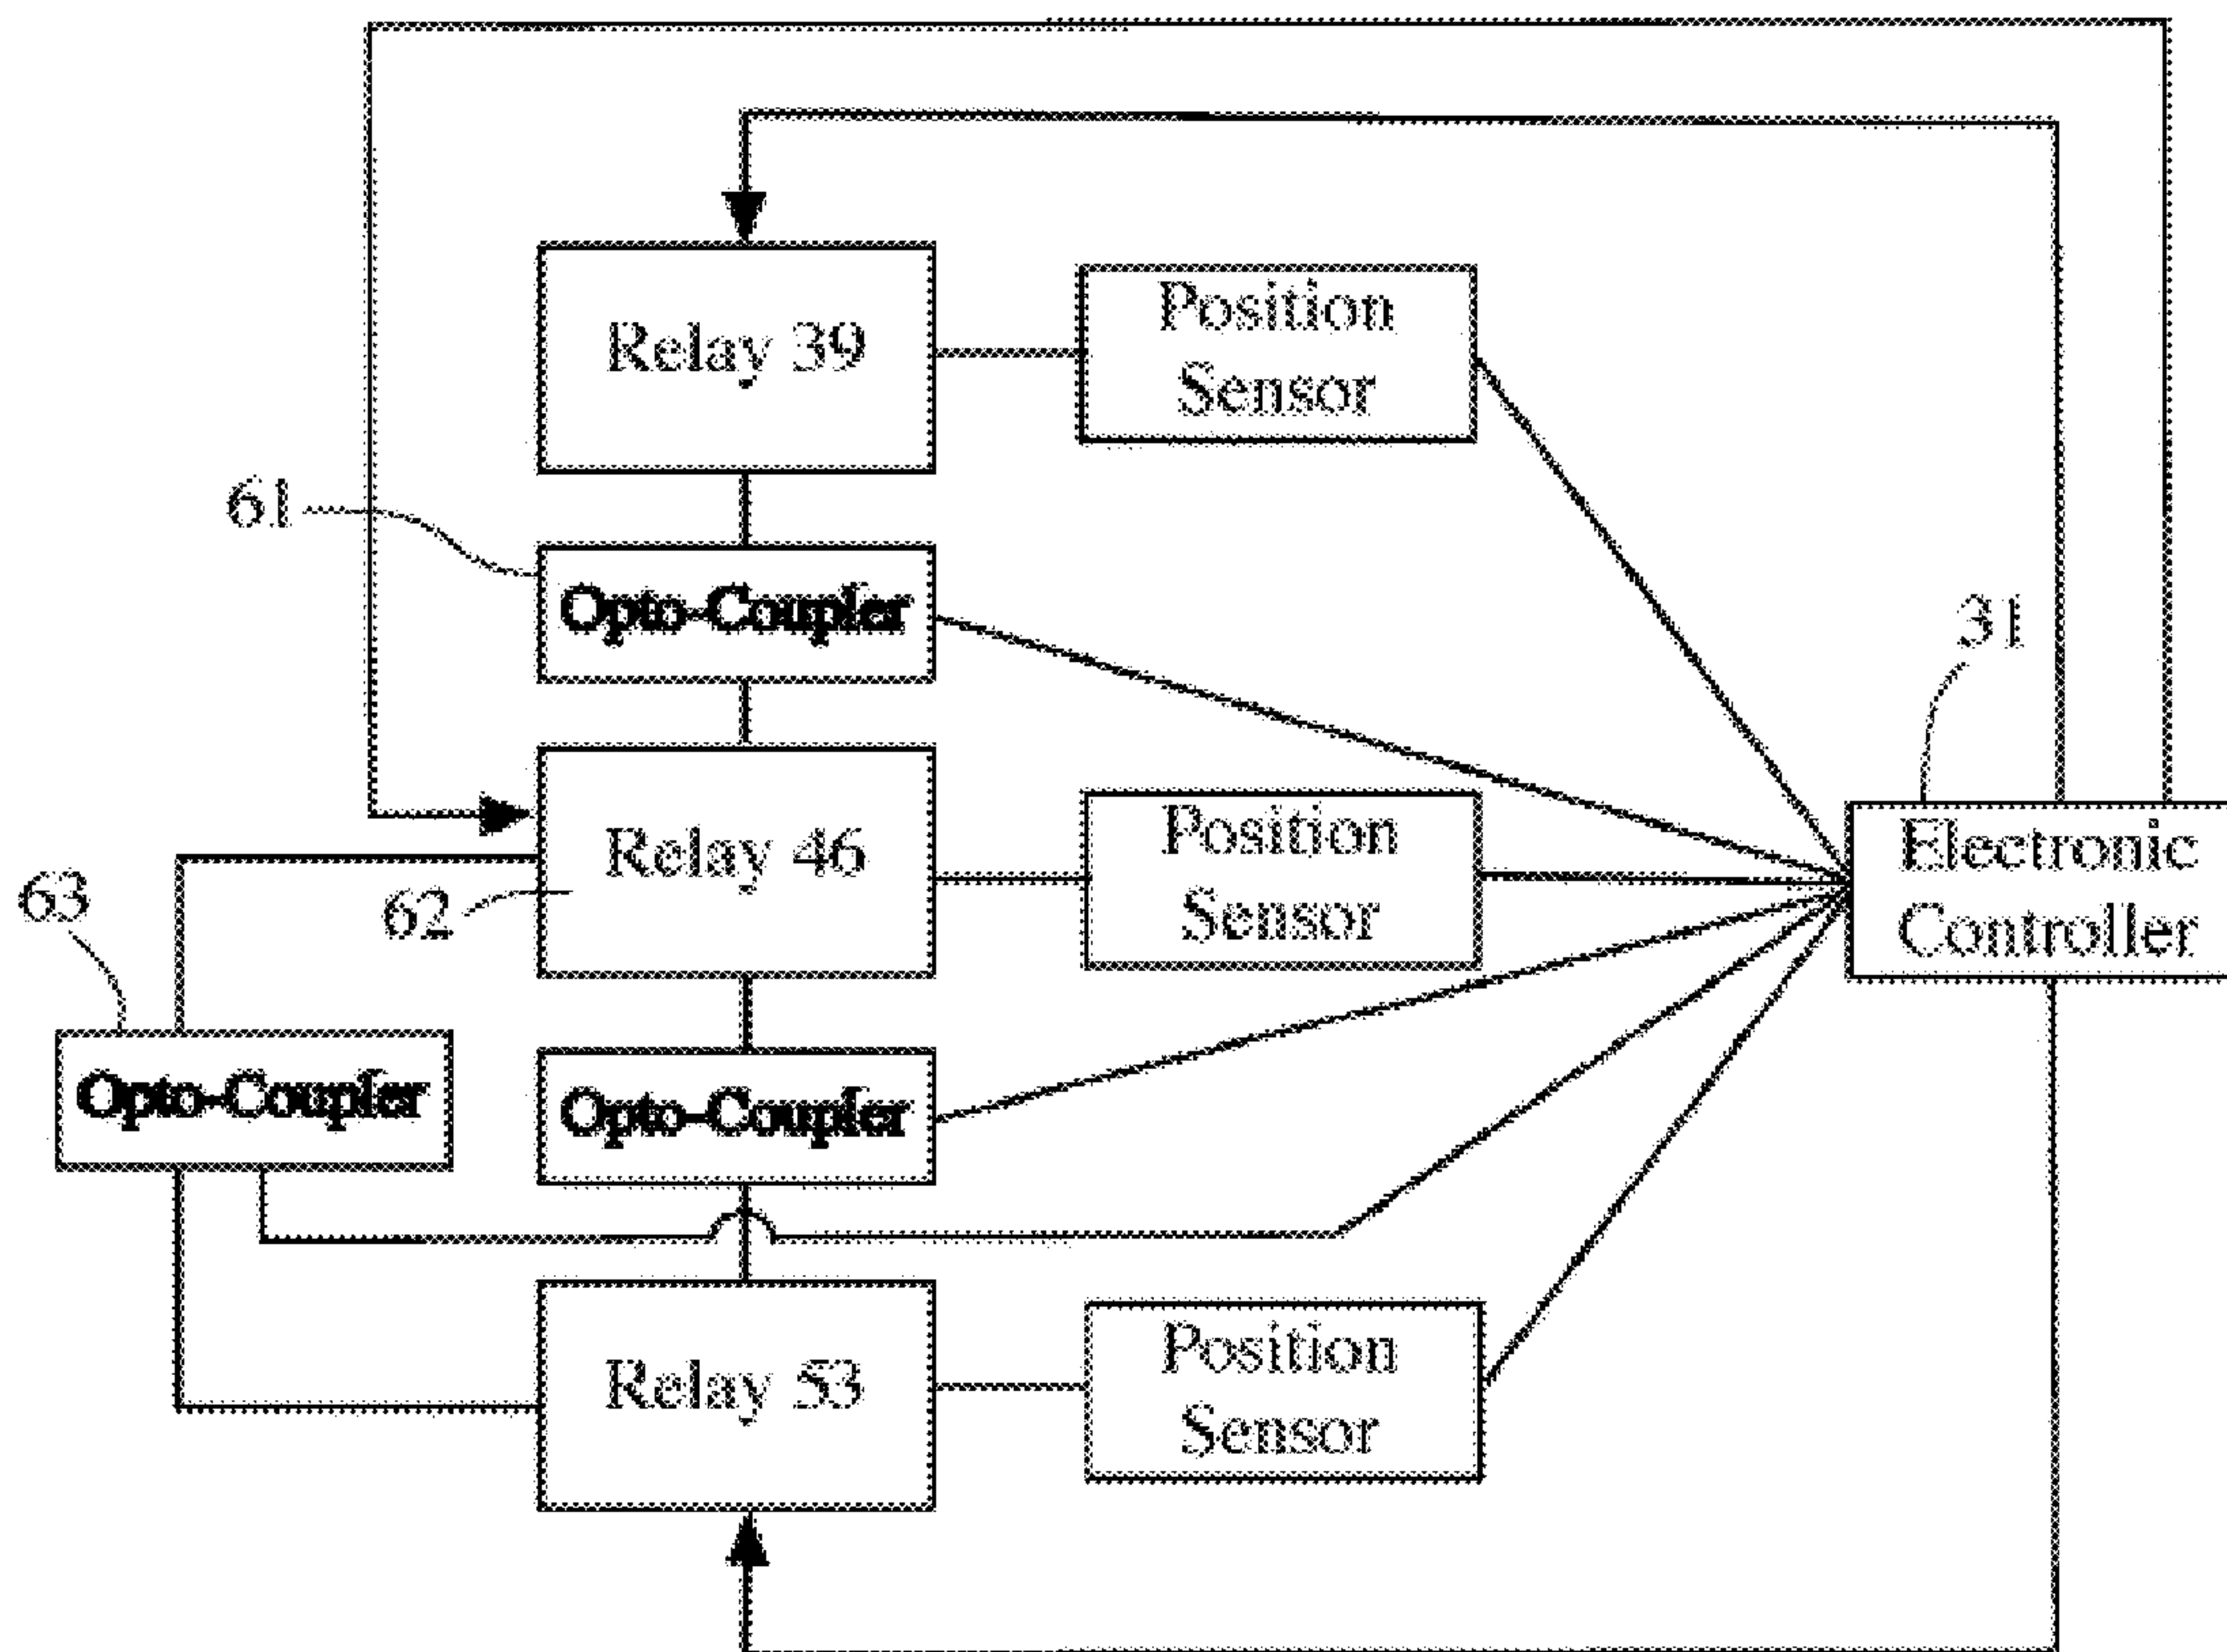 Relay 39
Position
Sensor
61
Opto-Coupler
31
Relay 46
Position
Sensor
Electronic
Controller
63
62
Opto-Coupler
Opto-Coupler
Relay 53
Position
Sensor